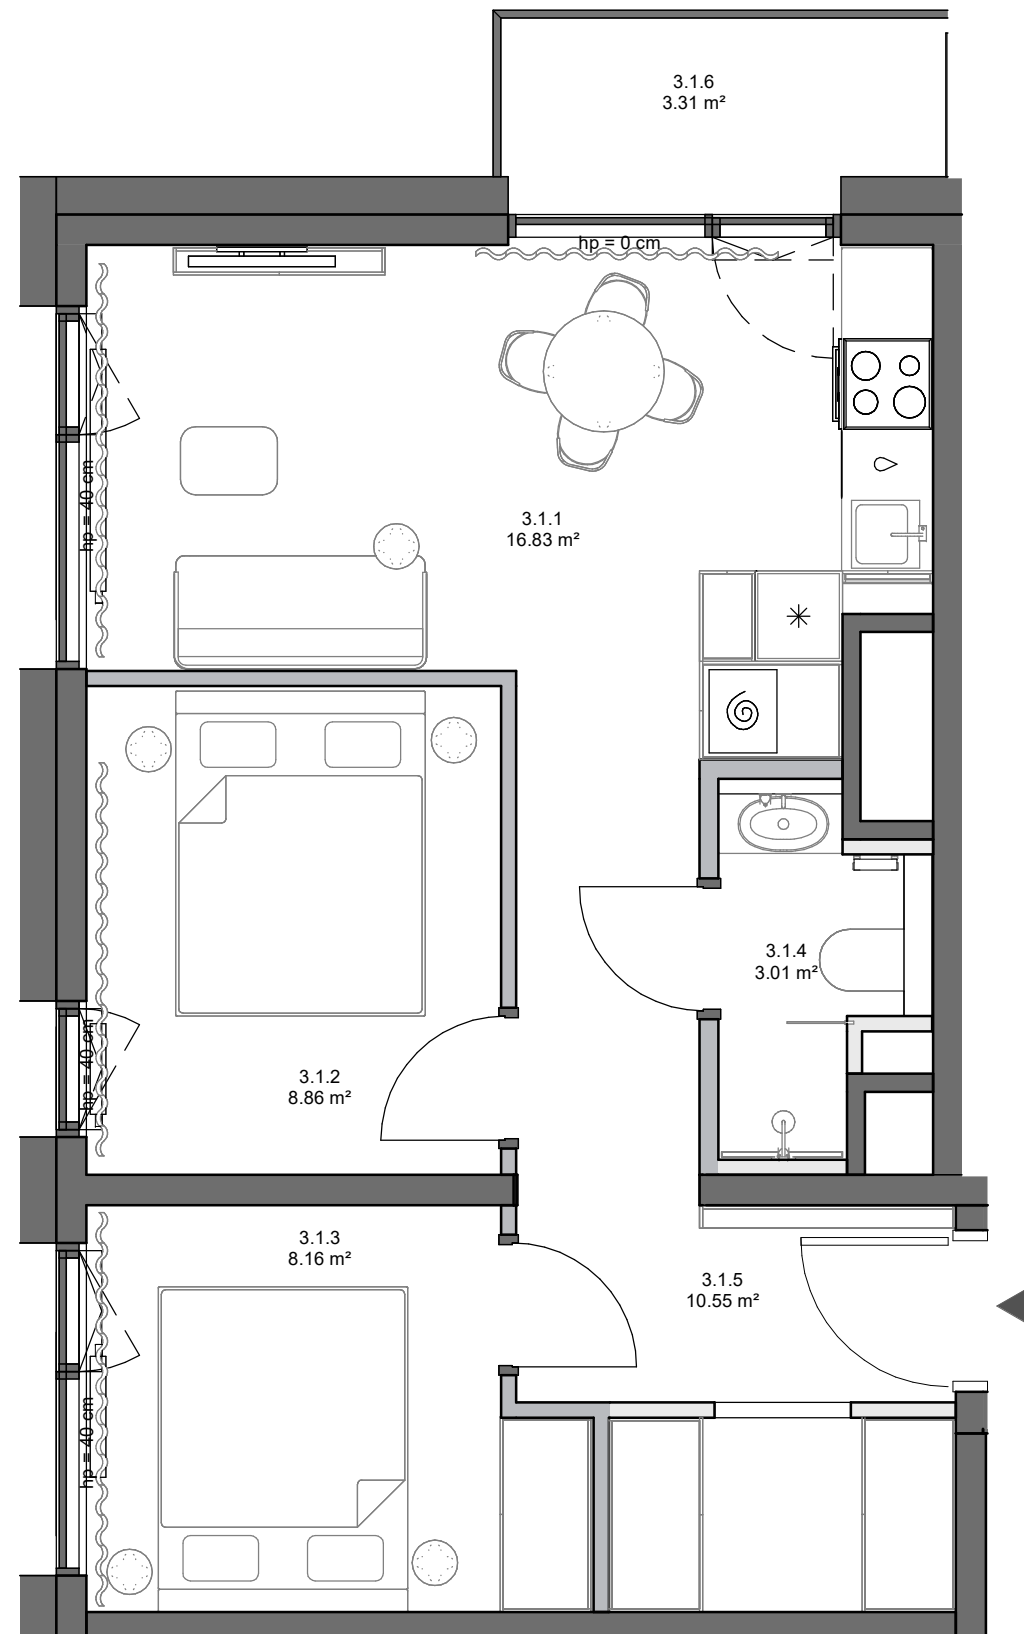 3.1.6
3.31 m²
hp = 0 cm
hp = 40 cm
3.1.1
16.83 m²
3.1.4
3.01 m²
hp = 40 cm
3.1.2
8.86 m²
3.1.3
8.16 m²
3.1.5
10.55 m²
hp = 40 cm